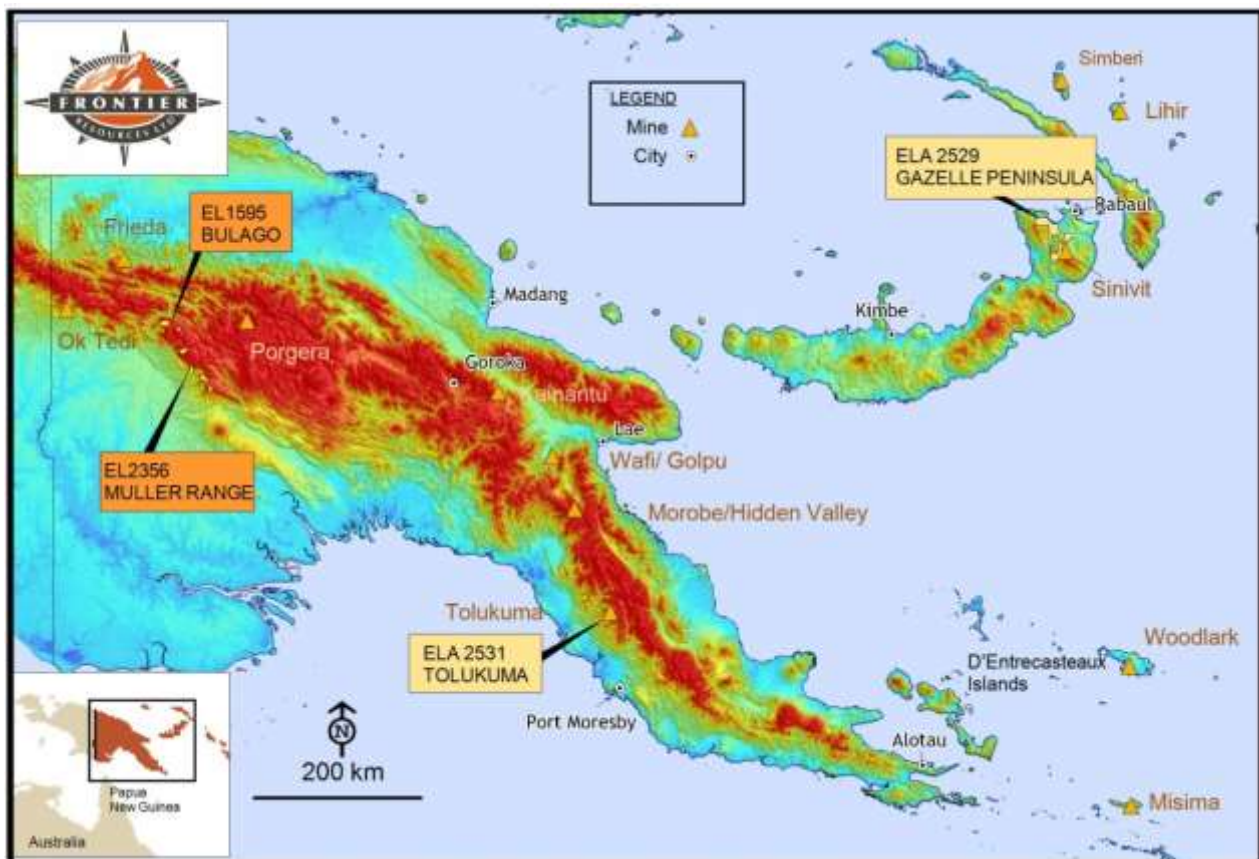 FRONTIER
RESOURCES LTD
LEGEND
Mine
City
Simberi
Lihir
ELA 2529
GAZELLE PENINSULA
Rabaul
EL1595
BULAGO
Frieda
Madang
Kimbe
Sinivit
Ok Tedi
Porgera
Goroka
Kainantu
Lae
Wafi/ Golpu
EL2356
MULLER RANGE
Morobe/Hidden Valley
Tolukuma
ELA 2531
TOLUKUMA
Woodlark
D'Entrecasteaux
Islands
Port Moresby
Alotau
Misima
N
200 km
Papua
New Guinea
Australia